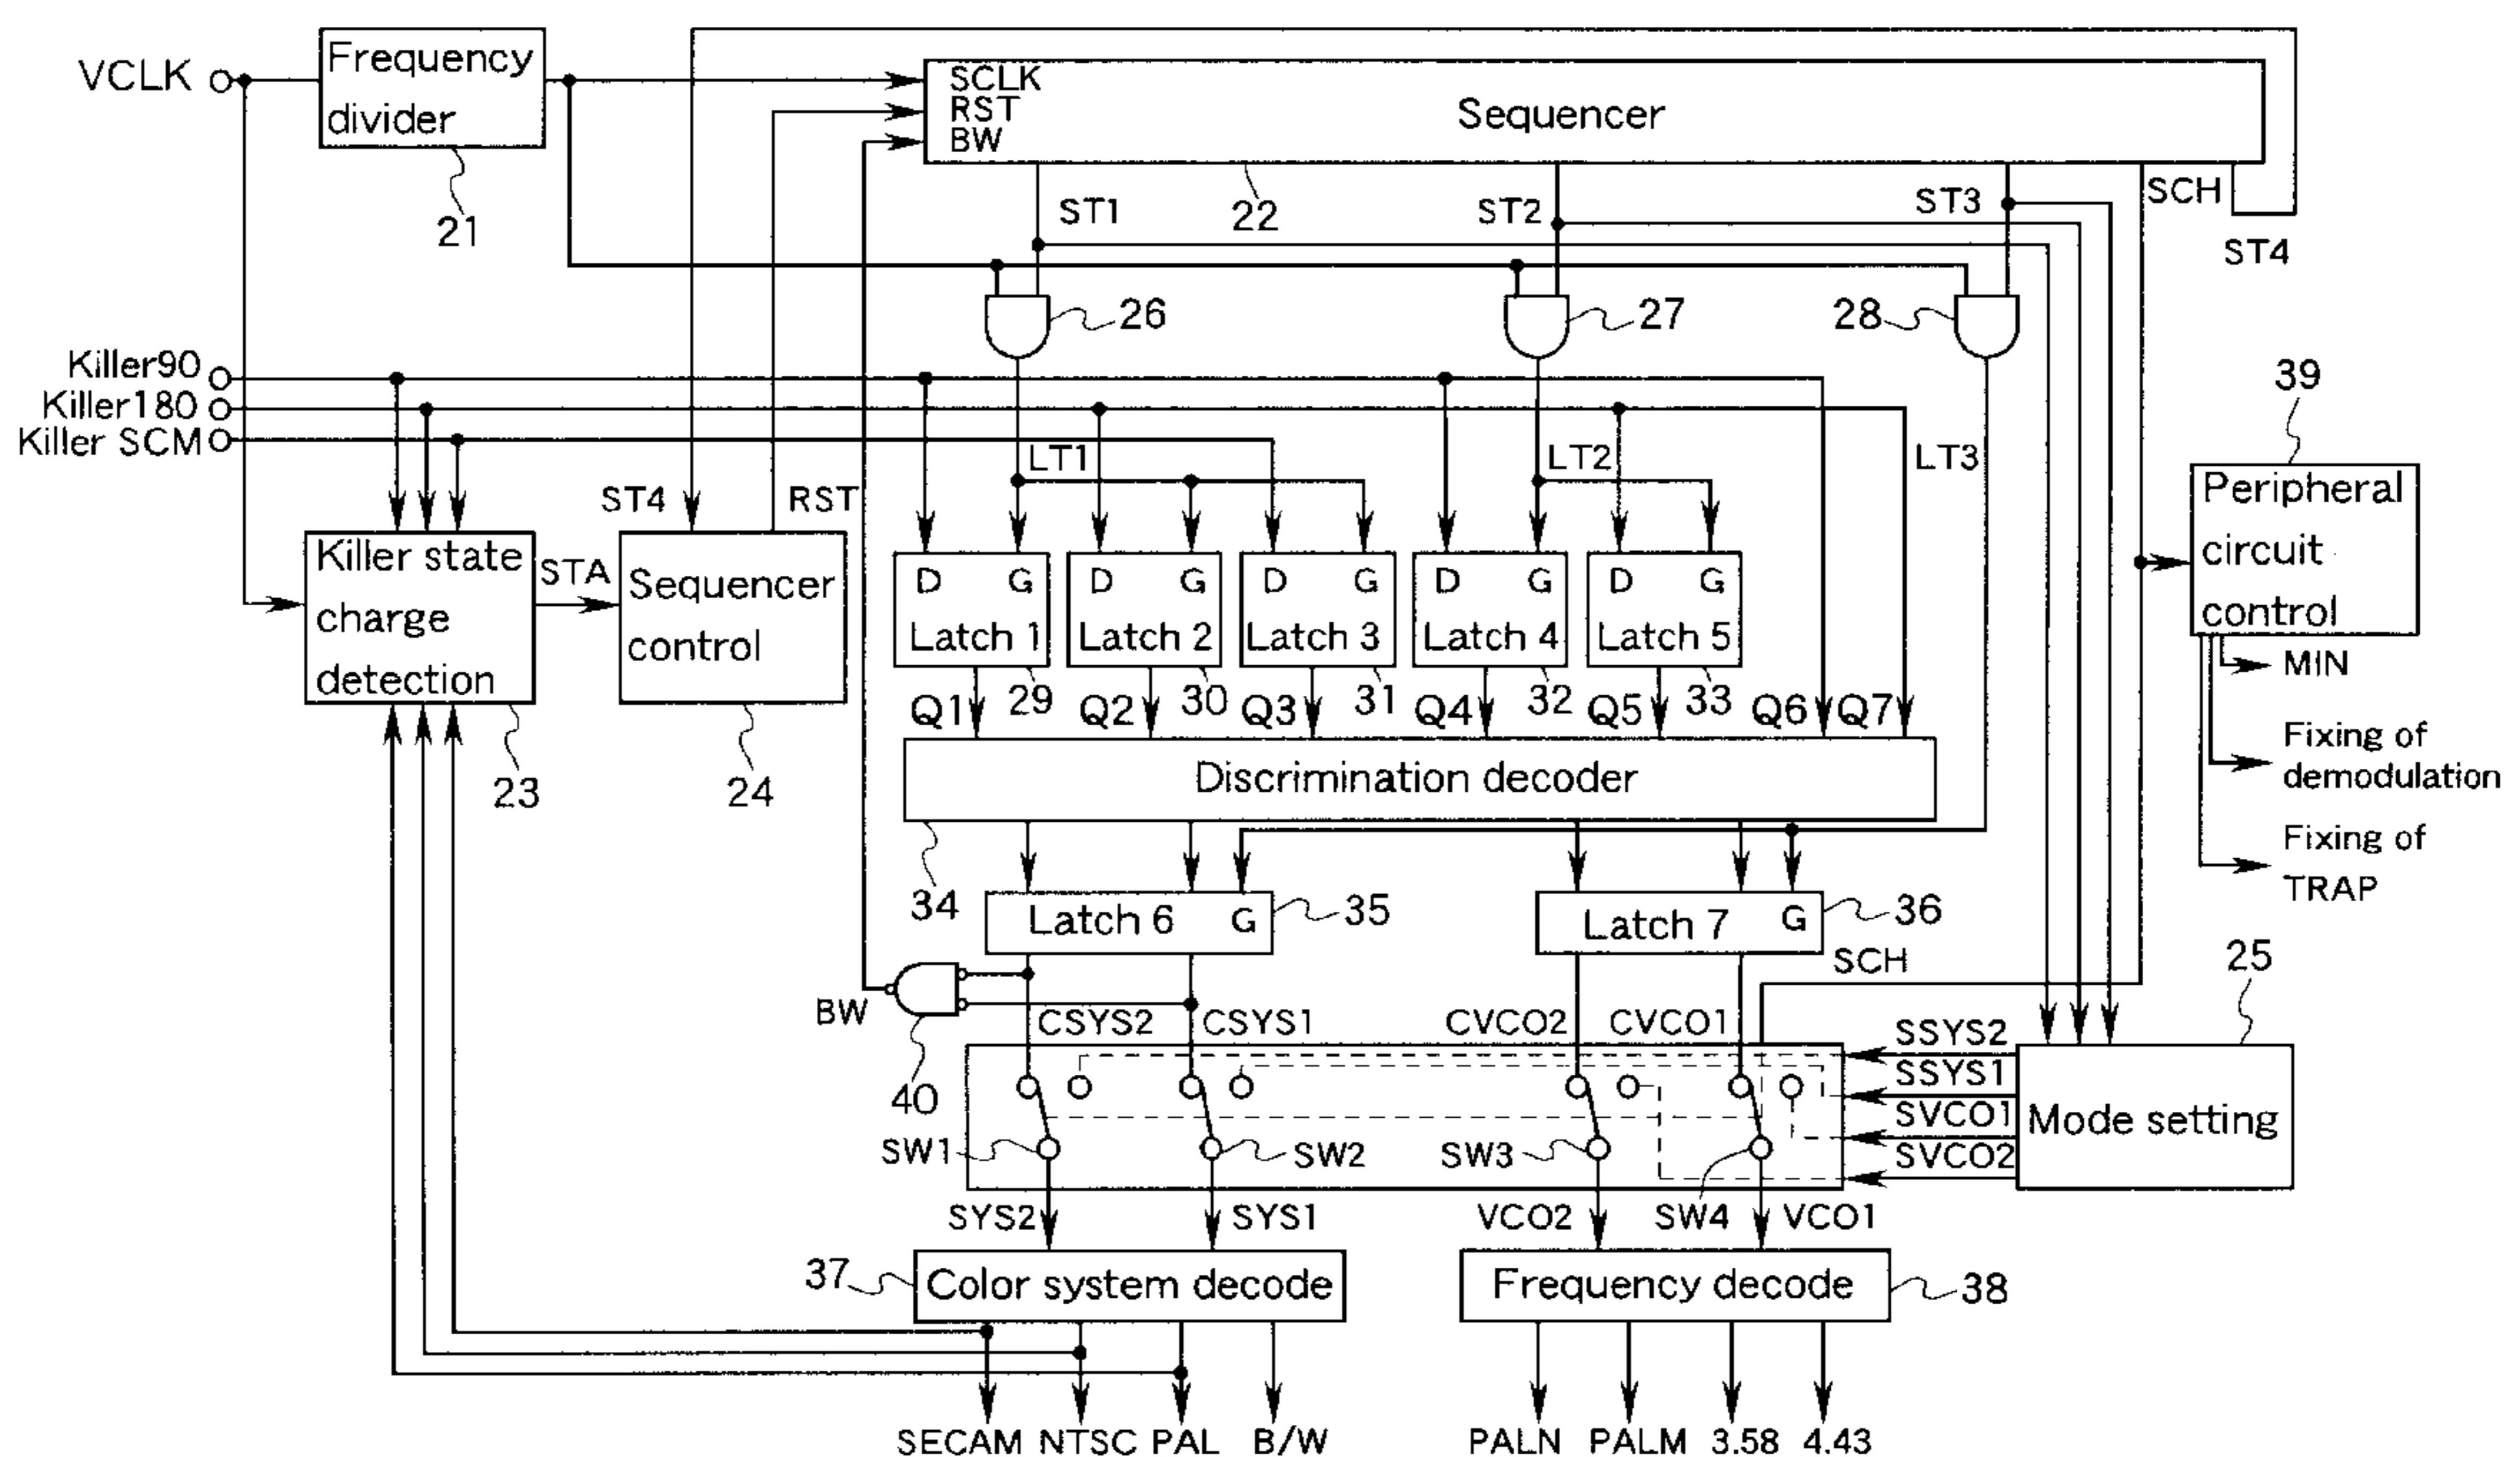 VCLK
Frequency
divider
21
SCLK
RST
BW
Sequencer
22
ST1
ST2
ST3
SCH
ST4
26
27
28
Killer90
Killer180
Killer SCM
39
LT1
LT2
LT3
ST4
RST
Peripheral
circuit
control
Killer state
charge
detection
STA
Sequencer
control
D G
Latch 1
D G
Latch 2
D G
Latch 3
D G
Latch 4
D G
Latch 5
MIN
23
24
Q1
29
Q2
30
Q3
31
Q4
32
Q5
33
Q6
Q7
Fixing of
demodulation
Discrimination decoder
34
Fixing of
TRAP
Latch 6 G
35
Latch 7 G
36
SCH
25
BW
40
CSYS2
CSYS1
CVCO2
CVCO1
SSYS2
SSYS1
SVCO1
SVCO2
Mode setting
SW1
SW2
SW3
SYS2
SYS1
VCO2
SW4
VCO1
37
Color system decode
Frequency decode
38
SECAM
NTSC
PAL
B/W
PALN
PALM
3.58
4.43